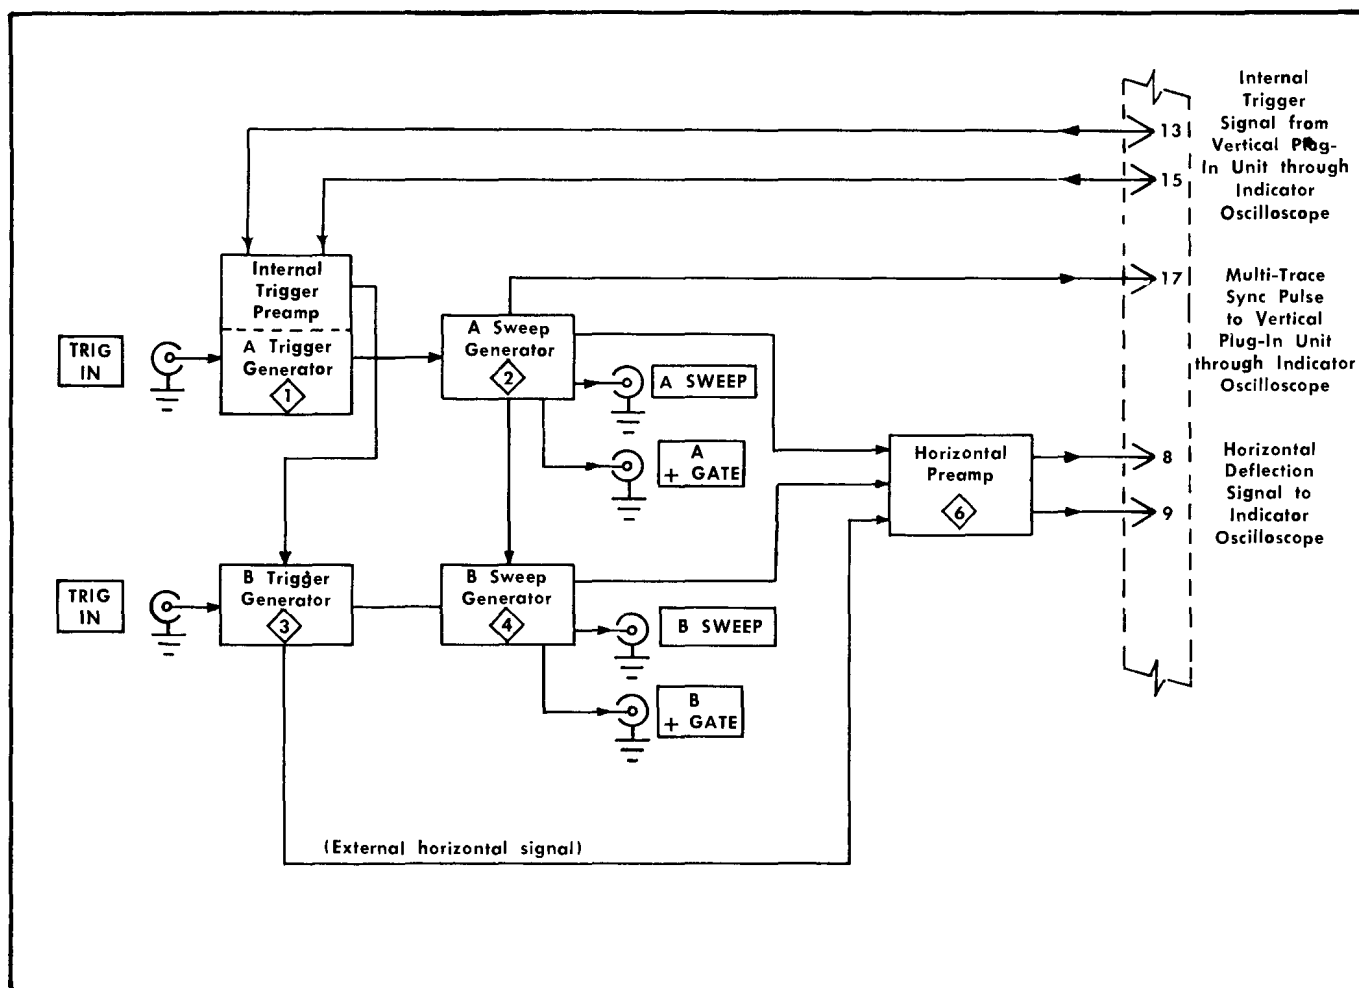 Internal
Trigger
Signal from
Vertical Plug-
In Unit through
Indicator
Oscilloscope
13
15
Internal
Trigger
Preamp
A Trigger
Generator
1
TRIG
IN
A Sweep
Generator
2
17
Multi-Trace
Sync Pulse
to Vertical
Plug-In Unit
through Indicator
Oscilloscope
A SWEEP
A
+ GATE
Horizontal
Preamp
6
8
9
Horizontal
Deflection
Signal to
Indicator
Oscilloscope
TRIG
IN
B Trigger
Generator
3
B Sweep
Generator
4
B SWEEP
B
+ GATE
(External horizontal signal)